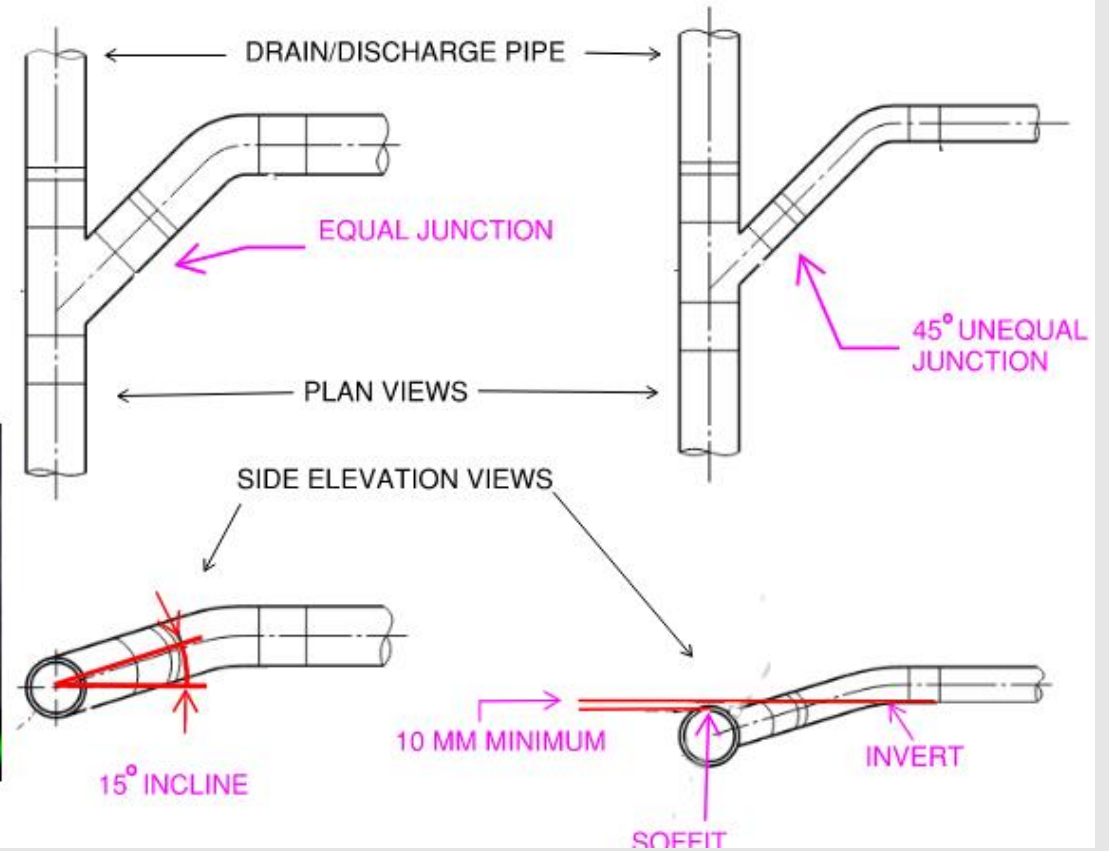 DRAIN/DISCHARGE PIPE
EQUAL JUNCTION
45° UNEQUAL
JUNCTION
PLAN VIEWS
SIDE ELEVATION VIEWS
10 MM MINIMUM
INVERT
15° INCLINE
SOFFIT